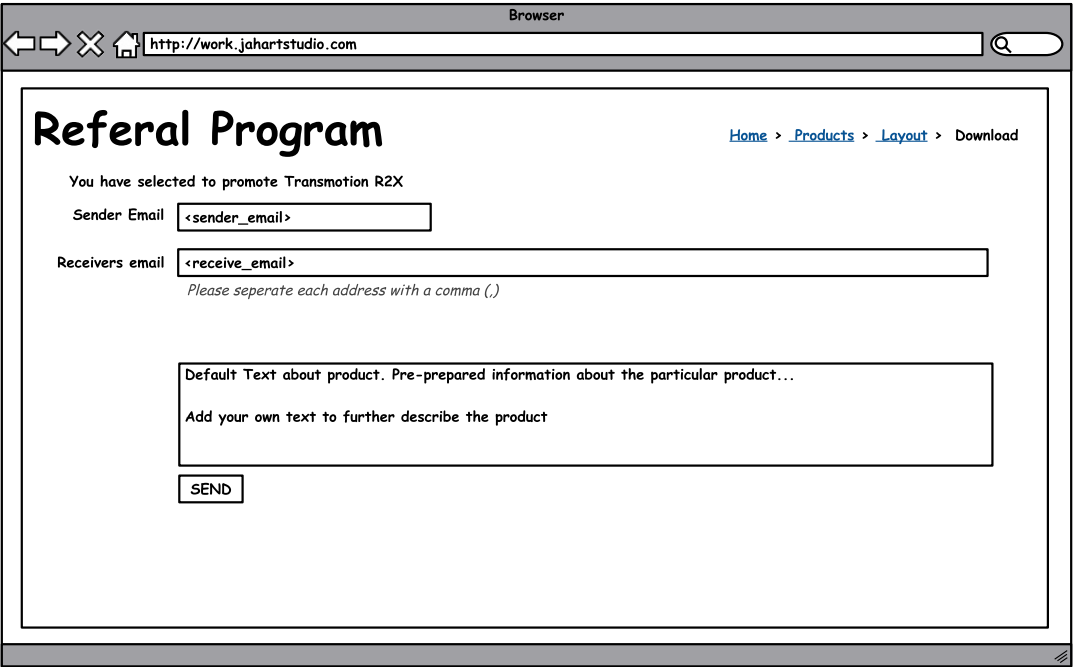 Browser
http://work.jahartstudio.com
Referal Program
Home > Products > Layout > Download
You have selected to promote Transmotion R2X
Sender Email <sender_email>
Receivers email <receive_email>
Please seperate each address with a comma (,)
Default Text about product. Pre-prepared information about the particular product...
Add your own text to further describe the product
SEND